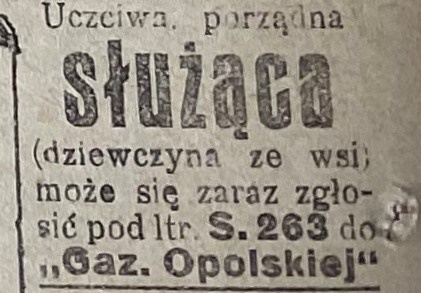 Uczciwa, porządna
służąca
(dziewczyna ze wsi)
może się zaraz zgło-
sić pod ltr. S. 263 do
„Gaz. Opolskiej“